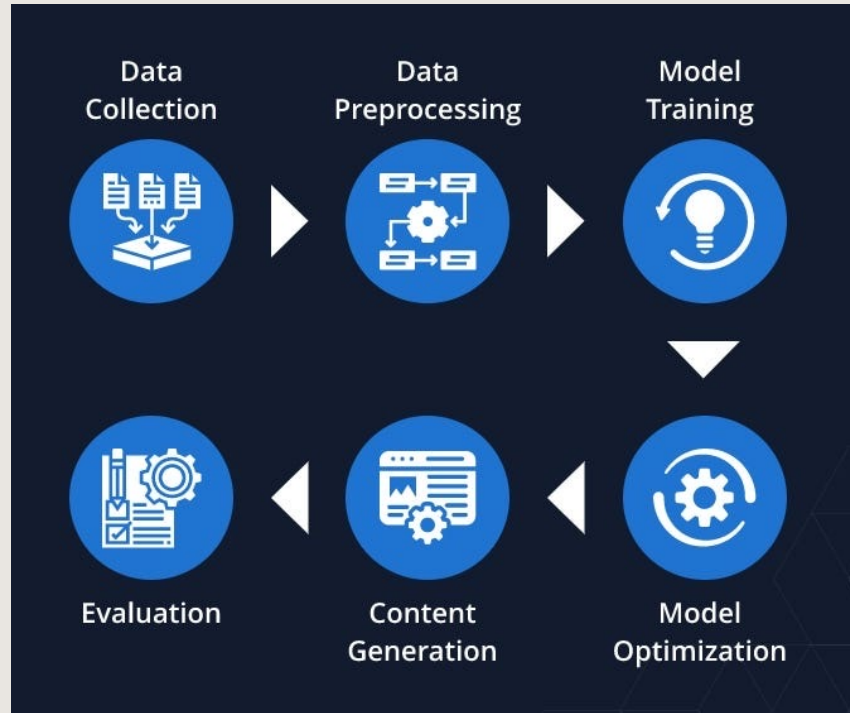 Data
Collection
Data
Preprocessing
Model
Training
Model
Optimization
Content
Generation
Evaluation